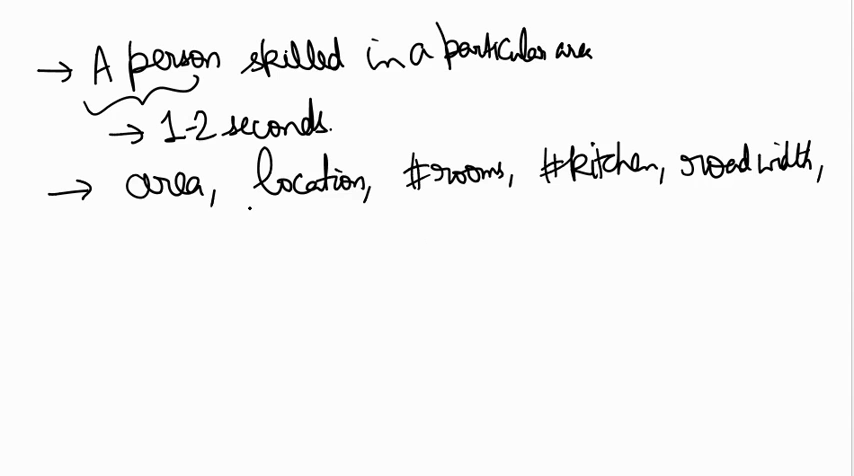 → A person skilled in a particular area
→ 1-2 seconds.
→ area, location, #rooms, #kitchen, road width,